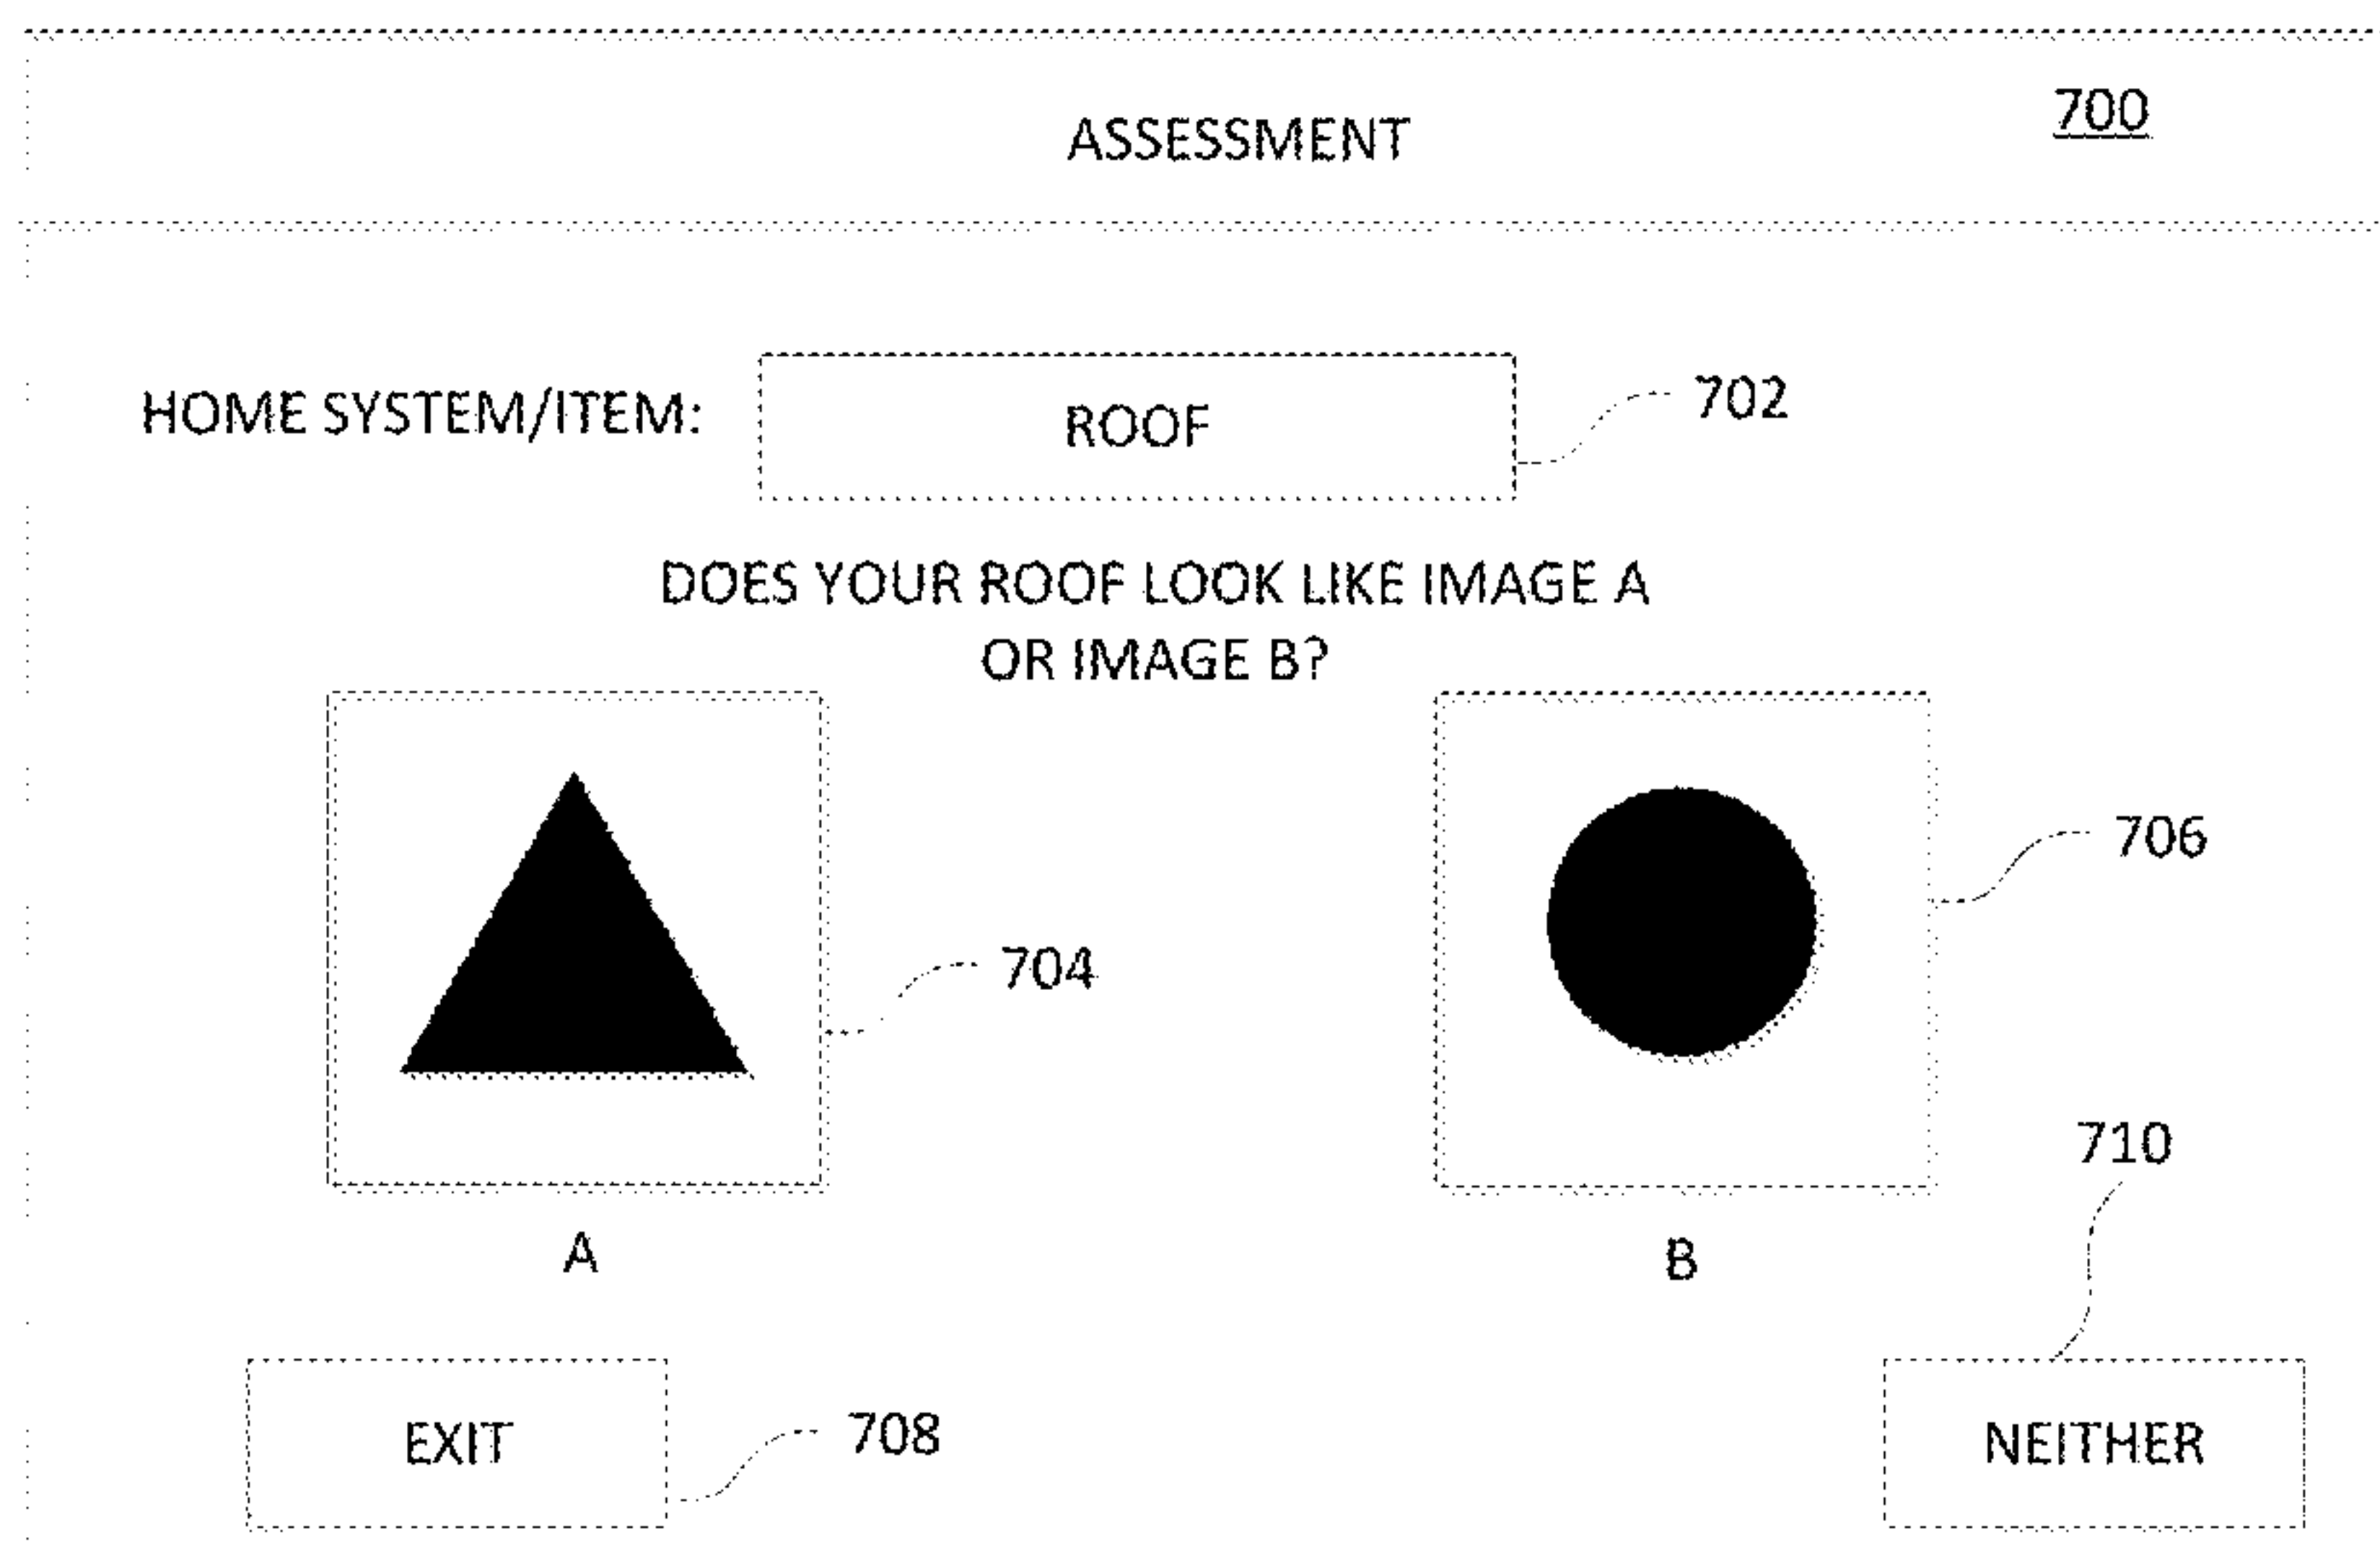 700
ASSESSMENT
HOME SYSTEM/ITEM: ROOF 702
DOES YOUR ROOF LOOK LIKE IMAGE A
OR IMAGE B?
706
704
710
A B
EXIT 708 NEITHER